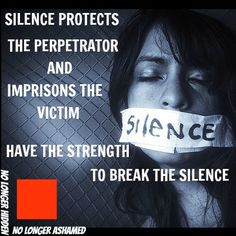 SILENCE PROTECTS
THE PERPETRATOR
AND
IMPRISONS THE
VICTIM
SILENCE
HAVE THE STRENGTH
TO BREAK THE SILENCE
NO LONGER HIDDEN
NO LONGER ASHAMED